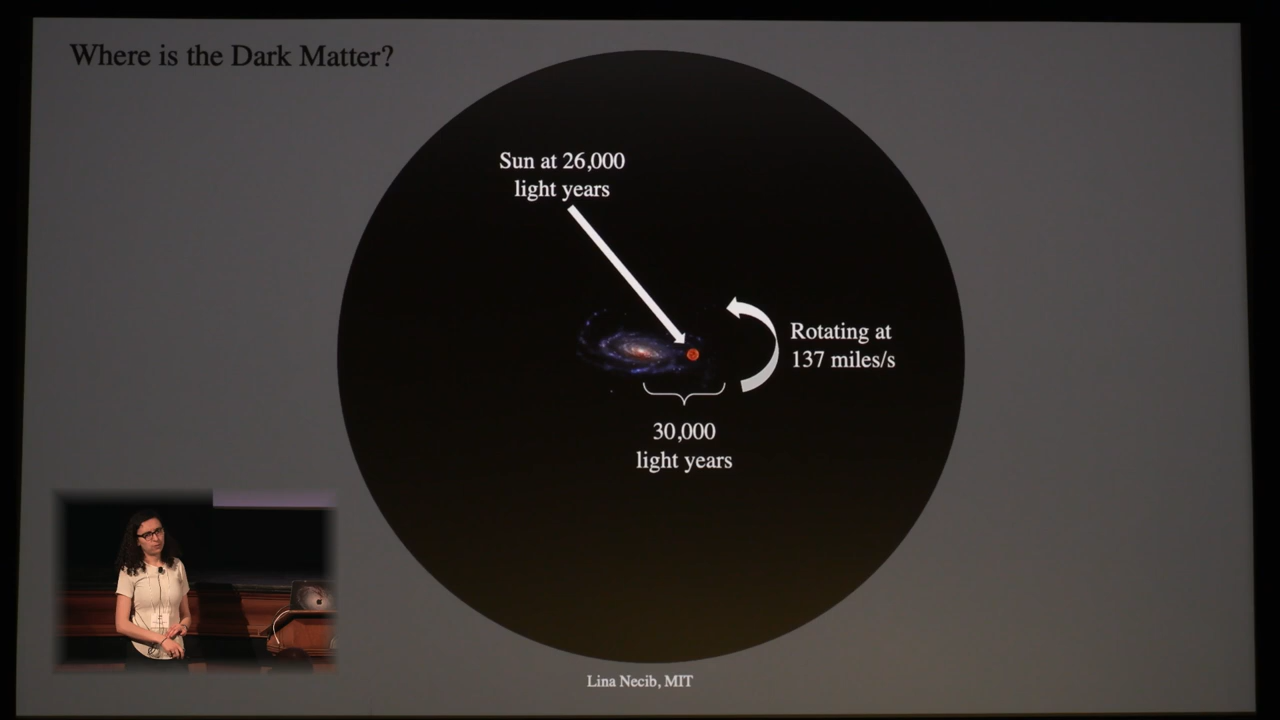 Where is the Dark Matter?
Sun at 26,000
light years
Rotating at
137 miles/s
30,000
light years
Lina Necib, MIT